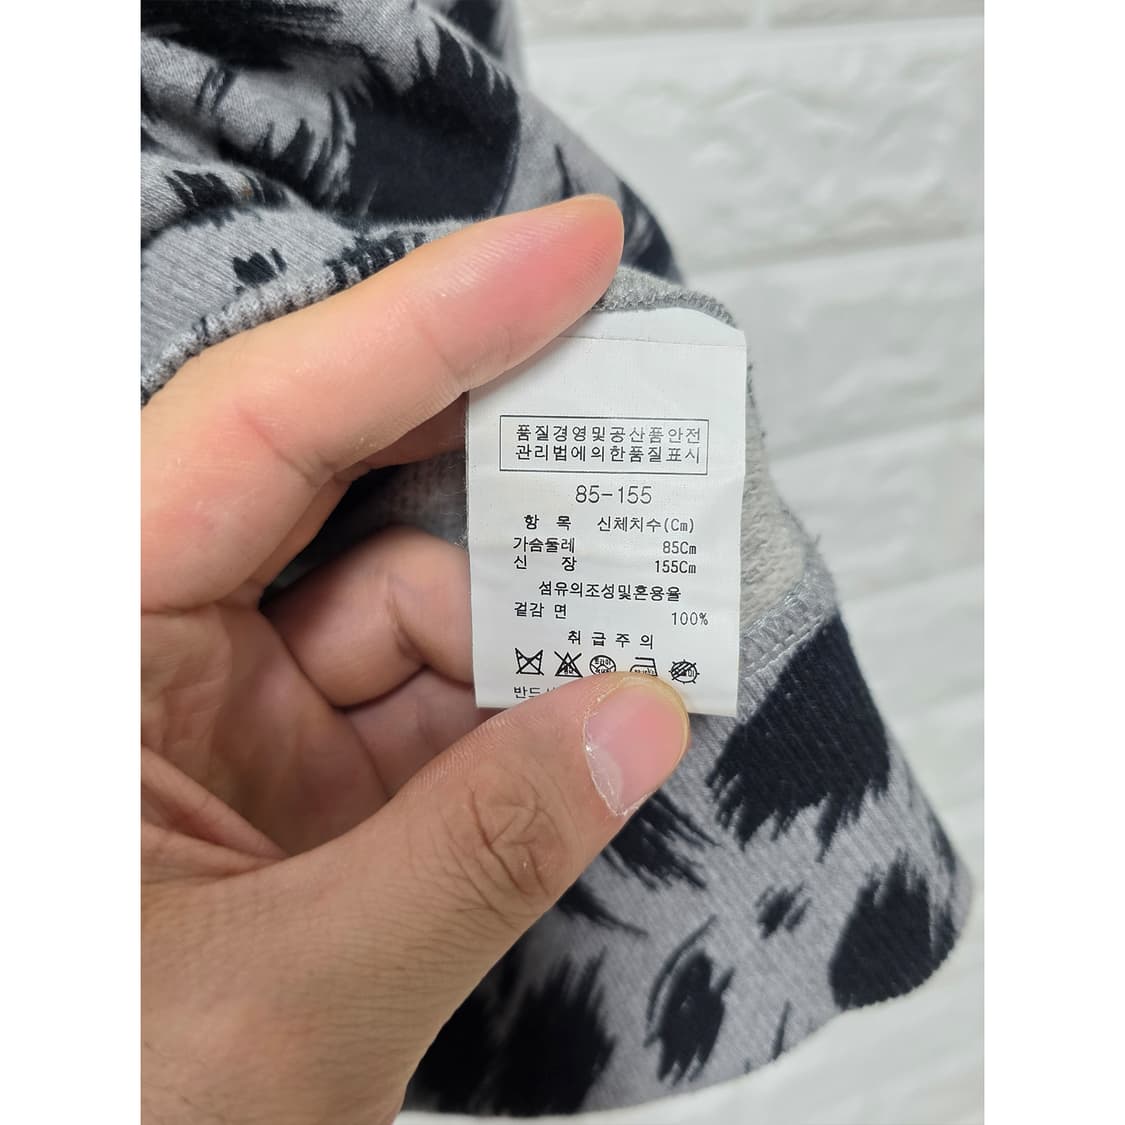 품질경영및공산품안전
관리법에의한품질표시
85-155
항 목 신체치수(Cm)
가슴둘레 85Cm
신 장 155Cm
섬유의조성및혼용율
겉감 면 100%
취 급 주 의
반드